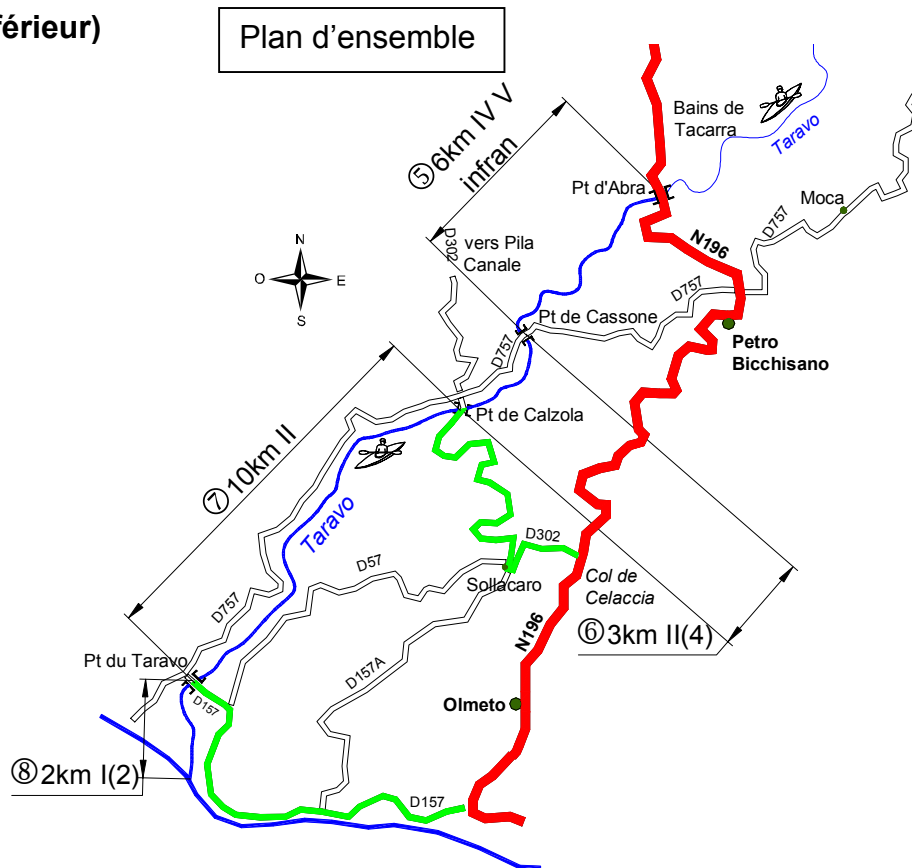 férieur)
Plan d'ensemble
Bains de
Tacarra
Taravo
⑤6km IV V
infran
Pt d'Abra
Moca
D757
N196
D302
vers Pila
Canale
N
O
E
S
D757
Pt de Cassone
D757
Petro
Bicchisano
Pt de Calzola
⑦10km II
Taravo
D302
D57
Sollacaro
Col de
Celaccia
D757
N196
⑥3km II(4)
Pt du Taravo
D157A
D157
Olmeto
⑧2km I(2)
D157